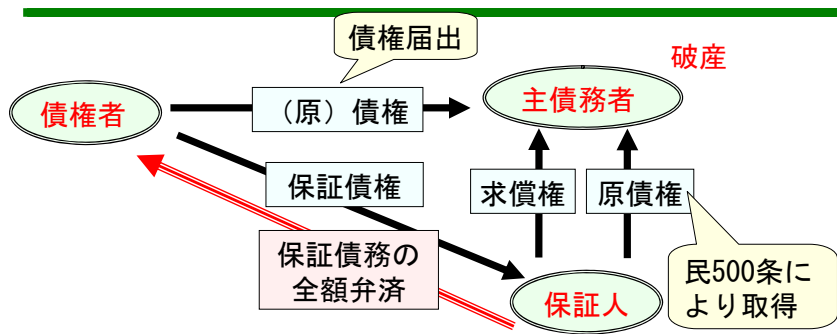 債権届出
破産
債権者
（原）債権
主債務者
保証債権
求償権
原債権
保証債務の
全額弁済
民500条に
より取得
保証人